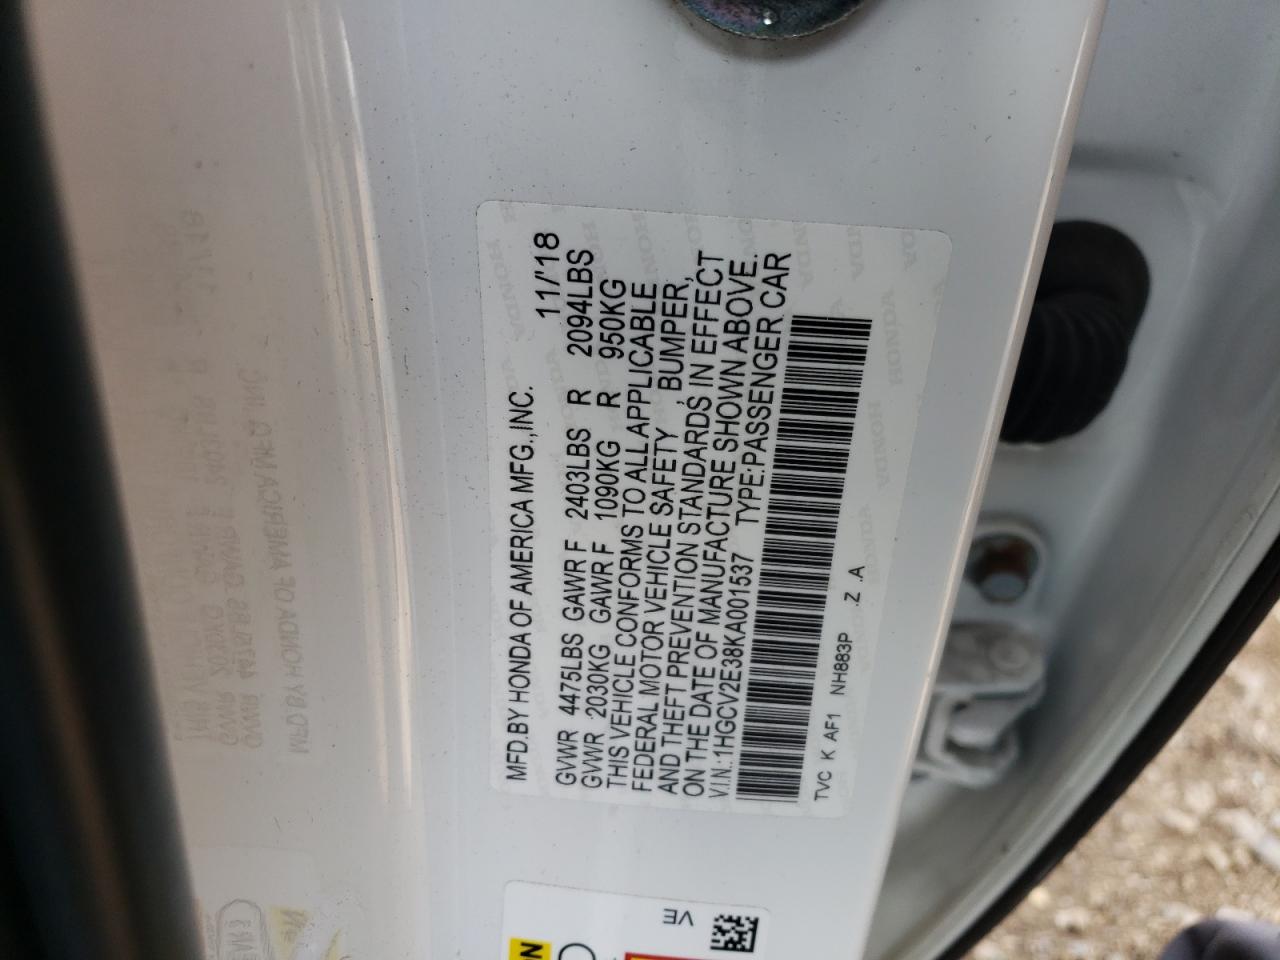 MFD.BY HONDA OF AMERICA MFG.,INC. 11/'18
GVWR 4475LBS GAWR F 2403LBS R 2094LBS
GVWR 2030KG GAWR F 1090KG R 950KG
THIS VEHICLE CONFORMS TO ALL APPLICABLE
FEDERAL MOTOR VEHICLE SAFETY , BUMPER,
AND THEFT PREVENTION STANDARDS IN EFFECT
ON THE DATE OF MANUFACTURE SHOWN ABOVE.
V.I.N.:1HGCV2E38KA001537 TYPE:PASSENGER CAR
TVC K AF1 NH883P .Z .A
VE